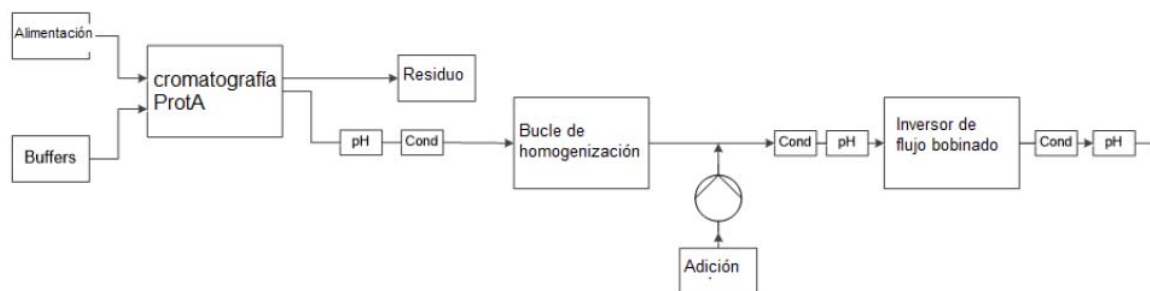 Alimentación
Buffers
cromatografía
ProtA
Residuo
pH
Cond
Bucle de
homogenización
Adición
Cond
pH
Inversor de
flujo bobinado
Cond
pH